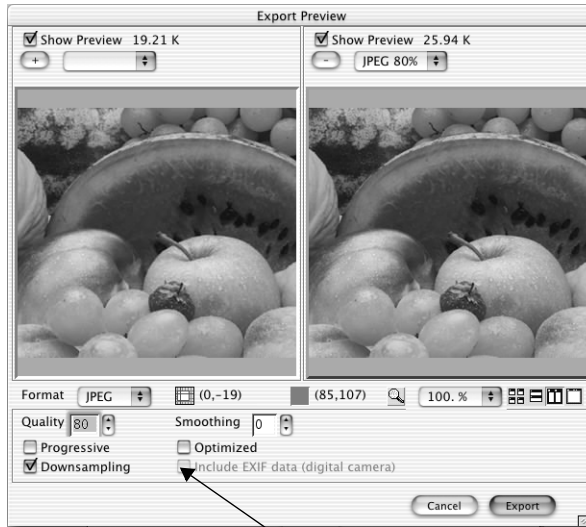 Export Preview
Show Preview 19.21 K
Show Preview 25.94 K
+
- JPEG 80%
Format JPEG (0,-19) (85,107) 100. %
Quality 80 Smoothing 0
Progressive Optimized
Downsampling Include EXIF data (digital camera)
Cancel Export